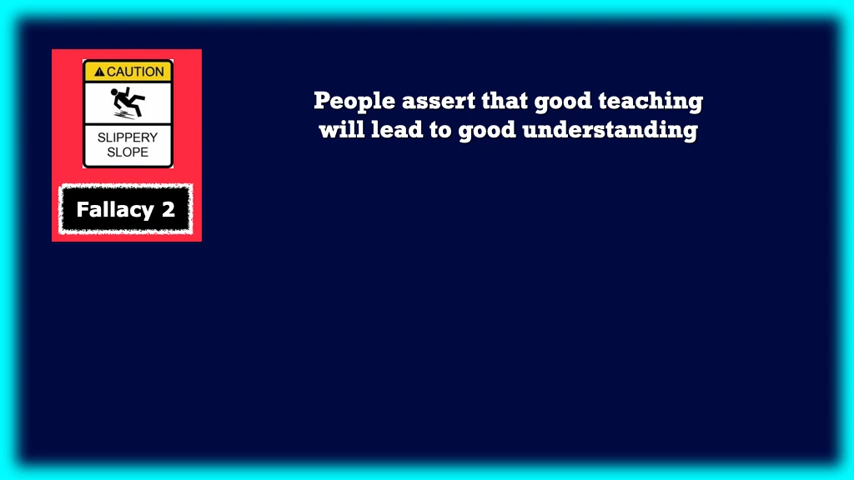 CAUTION
SLIPPERY
SLOPE
Fallacy 2
People assert that good teaching
will lead to good understanding